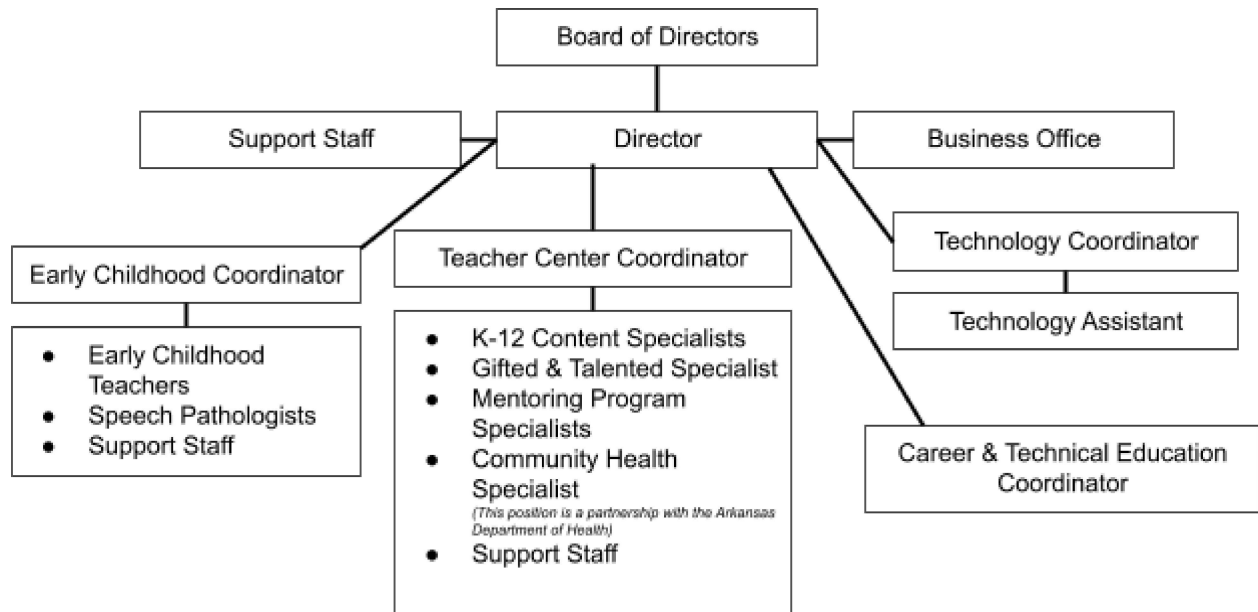 Board of Directors
Support Staff
Director
Business Office
Early Childhood Coordinator
Teacher Center Coordinator
Technology Coordinator
Technology Assistant
● Early Childhood
Teachers
● Speech Pathologists
● Support Staff
● K-12 Content Specialists
● Gifted & Talented Specialist
● Mentoring Program
Specialists
● Community Health
Specialist
(This position is a partnership with the Arkansas
Department of Health)
● Support Staff
Career & Technical Education
Coordinator